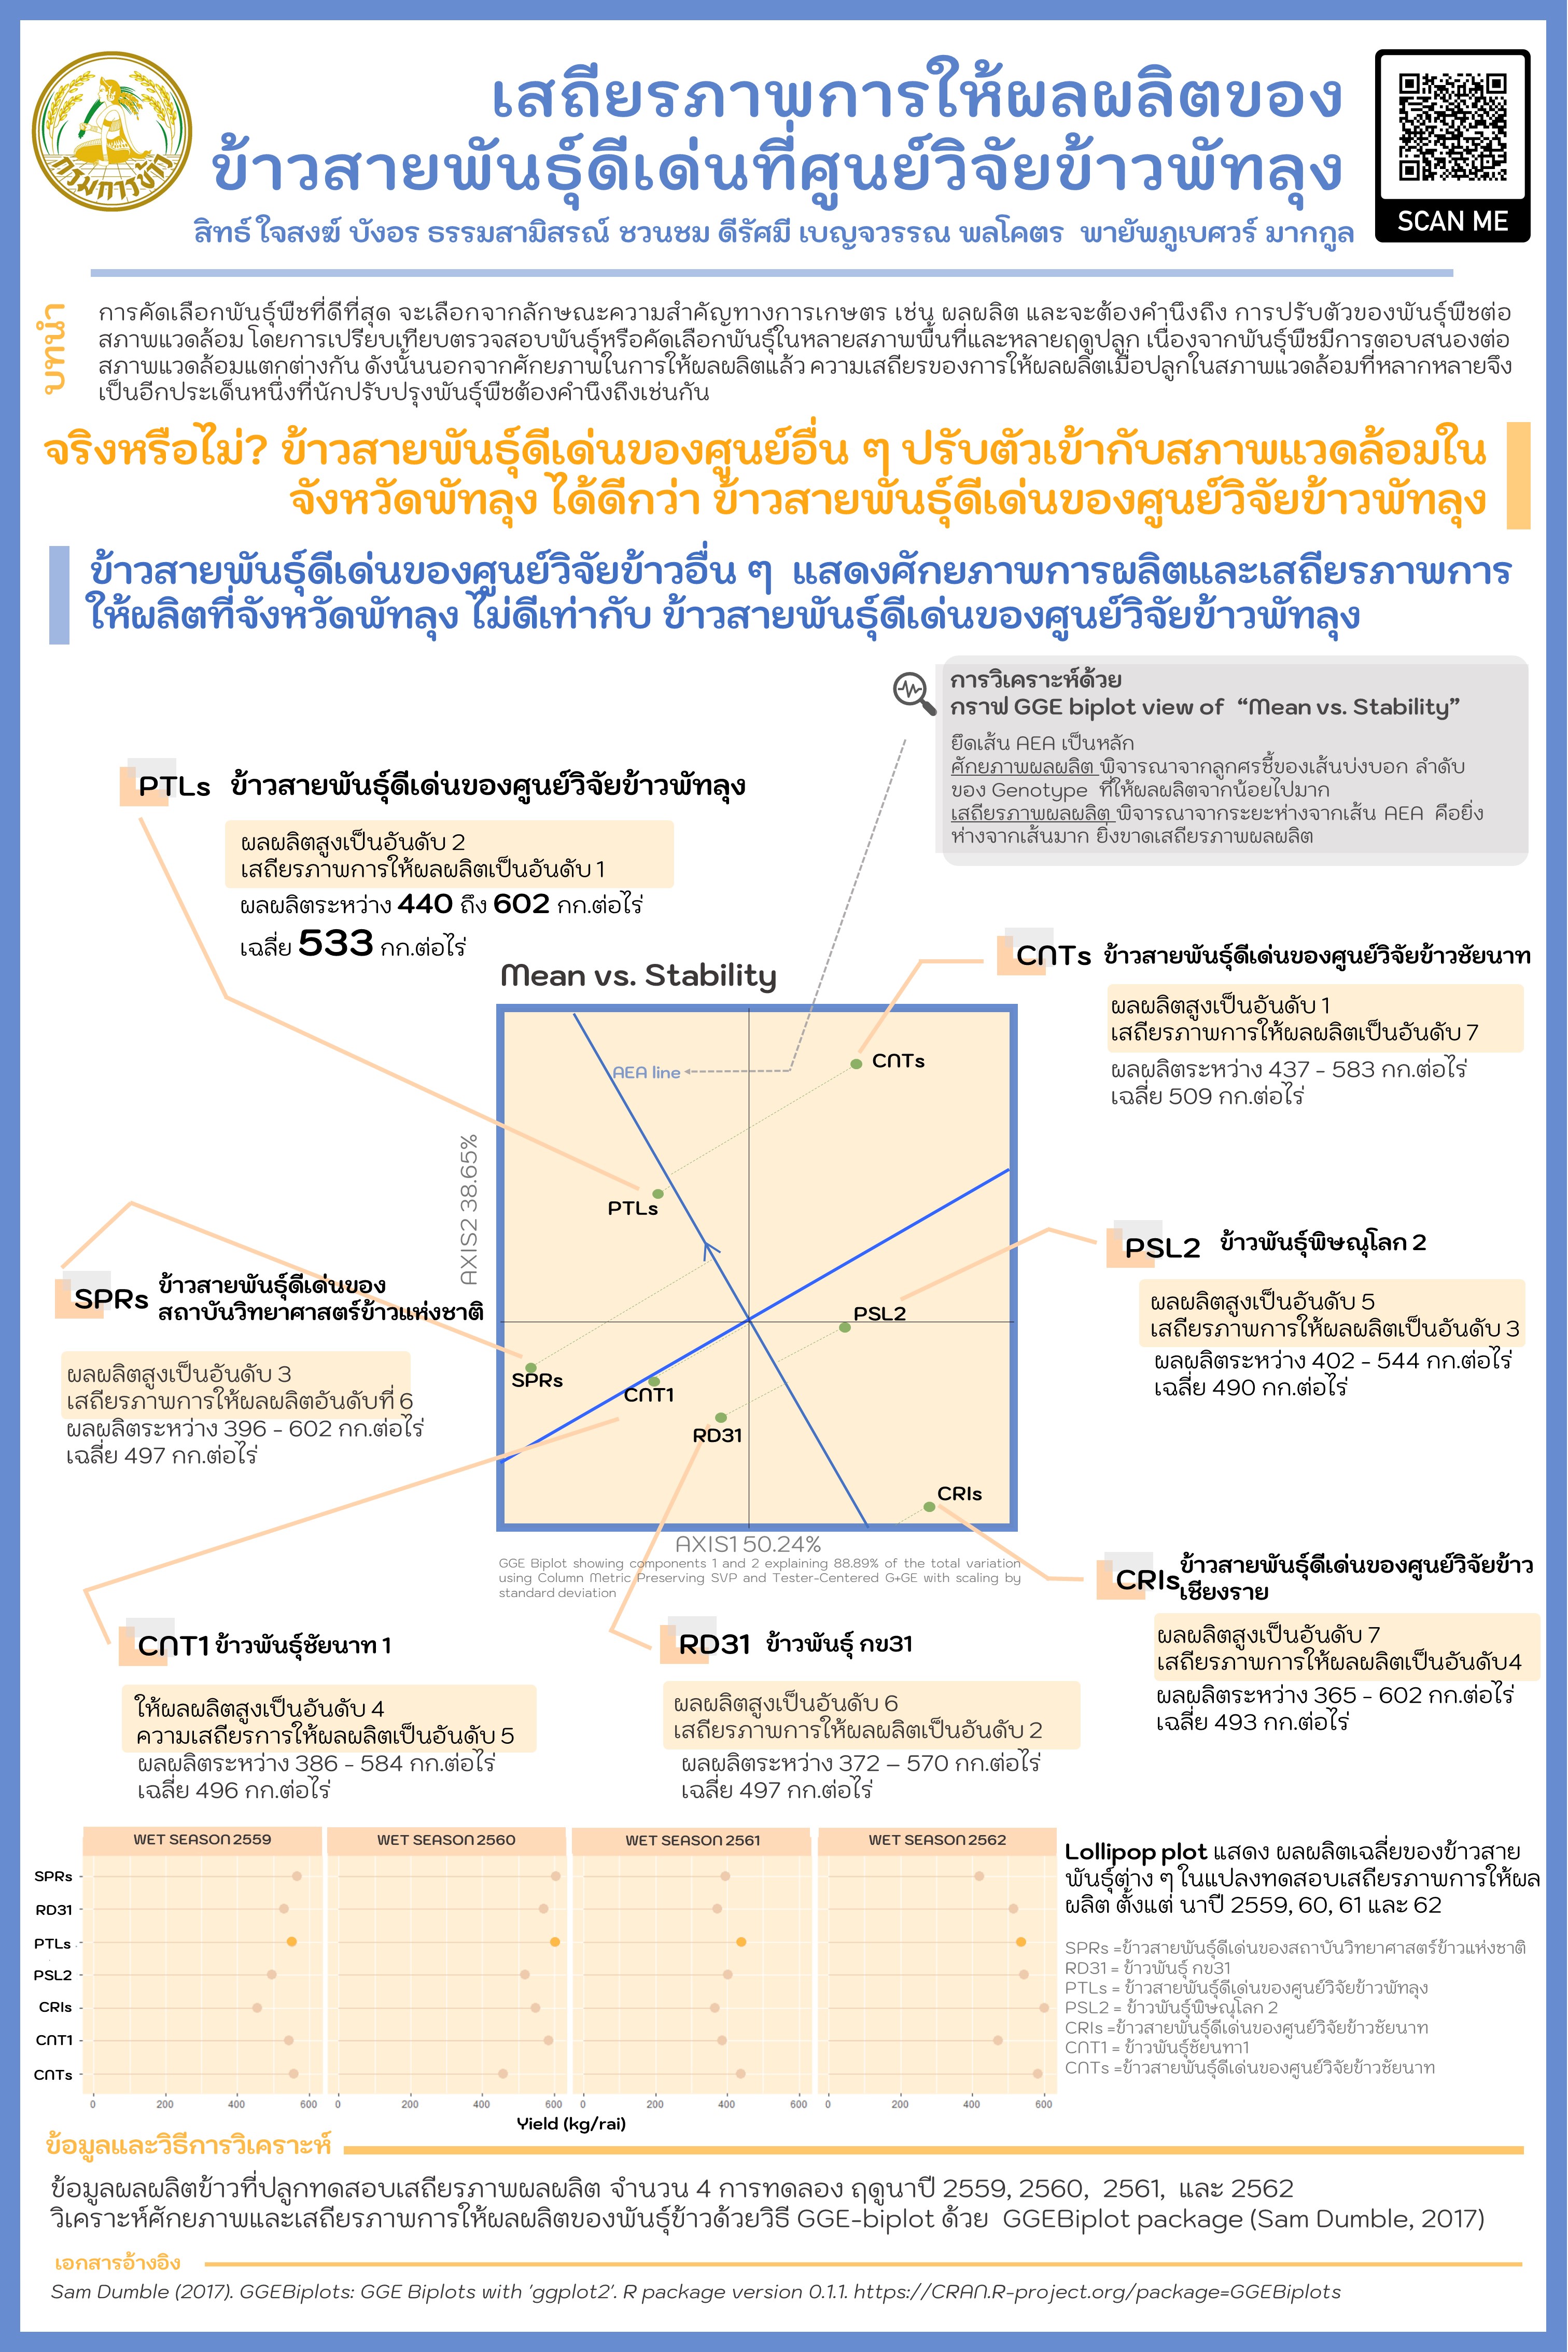 กรมการข้าว
เสถียรภาพการให้ผลผลิตของ
ข้าวสายพันธุ์ดีเด่นที่ศูนย์วิจัยข้าวพัทลุง
สิทธ์ ใจสงฆ์ บังอร ธรรมสามิสรณ์ ชวนชม ดีรัศมี เบญจวรรณ พลโคตร พายัพภูเบศวร์ มากกูล
SCAN ME
บทนำ
การคัดเลือกพันธุ์พืชที่ดีที่สุด จะเลือกจากลักษณะความสำคัญทางการเกษตร เช่น ผลผลิต และจะต้องคำนึงถึง การปรับตัวของพันธุ์พืชต่อ
สภาพแวดล้อม โดยการเปรียบเทียบตรวจสอบพันธุ์หรือคัดเลือกพันธุ์ในหลายสภาพพื้นที่และหลายฤดูปลูก เนื่องจากพันธุ์พืชมีการตอบสนองต่อ
สภาพแวดล้อมแตกต่างกัน ดังนั้นนอกจากศักยภาพในการให้ผลผลิตแล้ว ความเสถียรของการให้ผลผลิตเมื่อปลูกในสภาพแวดล้อมที่หลากหลายจึง
เป็นอีกประเด็นหนึ่งที่นักปรับปรุงพันธุ์พืชต้องคำนึงถึงเช่นกัน
จริงหรือไม่? ข้าวสายพันธุ์ดีเด่นของศูนย์อื่น ๆ ปรับตัวเข้ากับสภาพแวดล้อมใน
จังหวัดพัทลุง ได้ดีกว่า ข้าวสายพันธุ์ดีเด่นของศูนย์วิจัยข้าวพัทลุง
ข้าวสายพันธุ์ดีเด่นของศูนย์วิจัยข้าวอื่น ๆ แสดงศักยภาพการผลิตและเสถียรภาพการ
ให้ผลิตที่จังหวัดพัทลุง ไม่ดีเท่ากับ ข้าวสายพันธุ์ดีเด่นของศูนย์วิจัยข้าวพัทลุง
การวิเคราะห์ด้วย
กราฟ GGE biplot view of “Mean vs. Stability”
ยึดเส้น AEA เป็นหลัก
ศักยภาพผลผลิต พิจารณาจากลูกศรชี้ของเส้นบ่งบอก ลำดับ
ของ Genotype ที่ให้ผลผลิตจากน้อยไปมาก
เสถียรภาพผลผลิต พิจารณาจากระยะห่างจากเส้น AEA คือยิ่ง
ห่างจากเส้นมาก ยิ่งขาดเสถียรภาพผลผลิต
PTLs ข้าวสายพันธุ์ดีเด่นของศูนย์วิจัยข้าวพัทลุง
ผลผลิตสูงเป็นอันดับ 2
เสถียรภาพการให้ผลผลิตเป็นอันดับ 1
ผลผลิตระหว่าง 440 ถึง 602 กก.ต่อไร่
เฉลี่ย 533 กก.ต่อไร่
CNTs ข้าวสายพันธุ์ดีเด่นของศูนย์วิจัยข้าวชัยนาท
ผลผลิตสูงเป็นอันดับ 1
เสถียรภาพการให้ผลผลิตเป็นอันดับ 7
ผลผลิตระหว่าง 437 - 583 กก.ต่อไร่
เฉลี่ย 509 กก.ต่อไร่
Mean vs. Stability
AEA line
CNTs
PTLs
PSL2
SPRs
CNT1
RD31
CRIs
AXIS2 38.65%
AXIS1 50.24%
GGE Biplot showing components 1 and 2 explaining 88.89% of the total variation
using Column Metric Preserving SVP and Tester-Centered G+GE with scaling by
standard deviation
PSL2 ข้าวพันธุ์พิษณุโลก 2
ผลผลิตสูงเป็นอันดับ 5
เสถียรภาพการให้ผลผลิตเป็นอันดับ 3
ผลผลิตระหว่าง 402 - 544 กก.ต่อไร่
เฉลี่ย 490 กก.ต่อไร่
SPRs ข้าวสายพันธุ์ดีเด่นของ
สถาบันวิทยาศาสตร์ข้าวแห่งชาติ
ผลผลิตสูงเป็นอันดับ 3
เสถียรภาพการให้ผลผลิตอันดับที่ 6
ผลผลิตระหว่าง 396 - 602 กก.ต่อไร่
เฉลี่ย 497 กก.ต่อไร่
CRIs ข้าวสายพันธุ์ดีเด่นของศูนย์วิจัยข้าว
เชียงราย
ผลผลิตสูงเป็นอันดับ 7
เสถียรภาพการให้ผลผลิตเป็นอันดับ4
ผลผลิตระหว่าง 365 - 602 กก.ต่อไร่
เฉลี่ย 493 กก.ต่อไร่
CNT1 ข้าวพันธุ์ชัยนาท 1
ให้ผลผลิตสูงเป็นอันดับ 4
ความเสถียรการให้ผลผลิตเป็นอันดับ 5
ผลผลิตระหว่าง 386 - 584 กก.ต่อไร่
เฉลี่ย 496 กก.ต่อไร่
RD31 ข้าวพันธุ์ กข31
ผลผลิตสูงเป็นอันดับ 6
เสถียรภาพการให้ผลผลิตเป็นอันดับ 2
ผลผลิตระหว่าง 372 – 570 กก.ต่อไร่
เฉลี่ย 497 กก.ต่อไร่
WET SEASON 2559 WET SEASON 2560 WET SEASON 2561 WET SEASON 2562
SPRs
RD31
PTLs
PSL2
CRIs
CNT1
CNTs
0 200 400 600 0 200 400 600 0 200 400 600 0 200 400 600
Yield (kg/rai)
Lollipop plot แสดง ผลผลิตเฉลี่ยของข้าวสาย
พันธุ์ต่าง ๆ ในแปลงทดสอบเสถียรภาพการให้ผล
ผลิต ตั้งแต่ นาปี 2559, 60, 61 และ 62
SPRs =ข้าวสายพันธุ์ดีเด่นของสถาบันวิทยาศาสตร์ข้าวแห่งชาติ
RD31 = ข้าวพันธุ์ กข31
PTLs = ข้าวสายพันธุ์ดีเด่นของศูนย์วิจัยข้าวพัทลุง
PSL2 = ข้าวพันธุ์พิษณุโลก 2
CRIs =ข้าวสายพันธุ์ดีเด่นของศูนย์วิจัยข้าวชัยนาท
CNT1 = ข้าวพันธุ์ชัยนทา1
CNTs =ข้าวสายพันธุ์ดีเด่นของศูนย์วิจัยข้าวชัยนาท
ข้อมูลและวิธีการวิเคราะห์
ข้อมูลผลผลิตข้าวที่ปลูกทดสอบเสถียรภาพผลผลิต จำนวน 4 การทดลอง ฤดูนาปี 2559, 2560, 2561, และ 2562
วิเคราะห์ศักยภาพและเสถียรภาพการให้ผลผลิตของพันธุ์ข้าวด้วยวิธี GGE-biplot ด้วย GGEBiplot package (Sam Dumble, 2017)
เอกสารอ้างอิง
Sam Dumble (2017). GGEBiplots: GGE Biplots with 'ggplot2'. R package version 0.1.1. https://CRAN.R-project.org/package=GGEBiplots